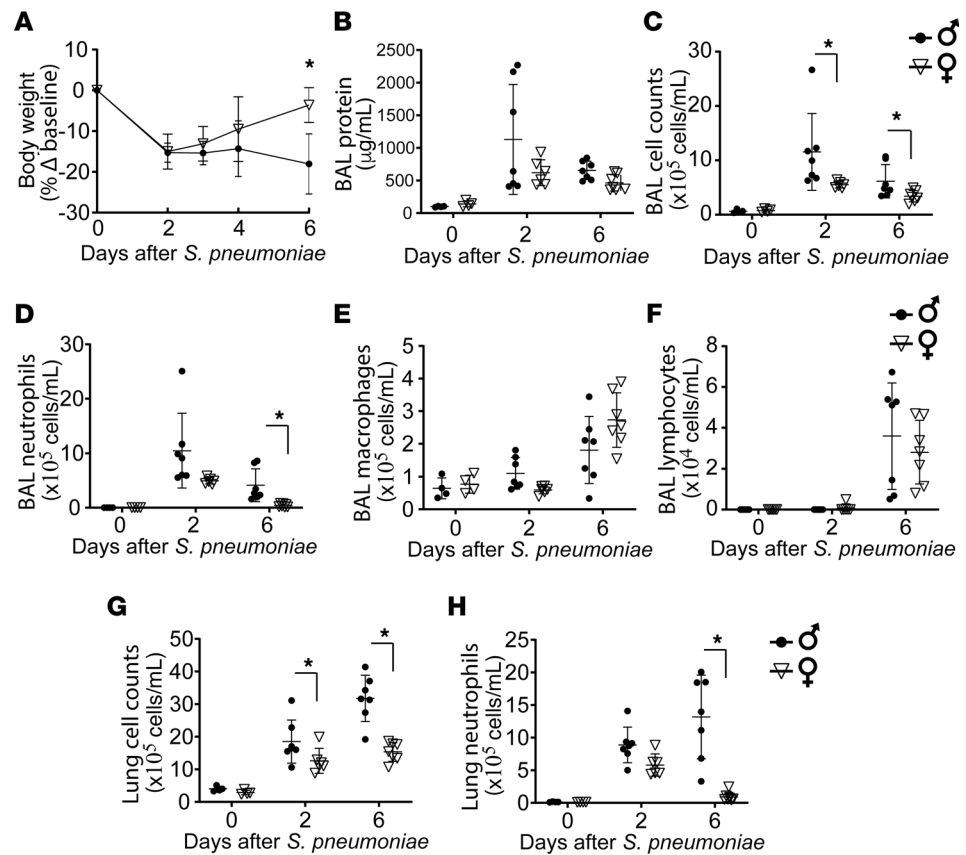 A
Body weight
(% Δ baseline)
10
0
-10
-20
-30
*
0
2
4
6
Days after S. pneumoniae
B
BAL protein
(μg/mL)
2500
2000
1500
1000
500
0
0
2
6
Days after S. pneumoniae
C
BAL cell counts
(x10⁵ cells/mL)
30
20
10
0
*
*
♂
♀
0
2
6
Days after S. pneumoniae
D
BAL neutrophils
(x10⁵ cells/mL)
30
20
10
0
*
0
2
6
Days after S. pneumoniae
E
BAL macrophages
(x10⁵ cells/mL)
5
4
3
2
1
0
0
2
6
Days after S. pneumoniae
F
BAL lymphocytes
(x10⁴ cells/mL)
8
6
4
2
0
♂
♀
0
2
6
Days after S. pneumoniae
G
Lung cell counts
(x10⁵ cells/mL)
50
40
30
20
10
0
*
*
0
2
6
Days after S. pneumoniae
H
Lung neutrophils
(x10⁵ cells/mL)
25
20
15
10
5
0
*
♂
♀
0
2
6
Days after S. pneumoniae